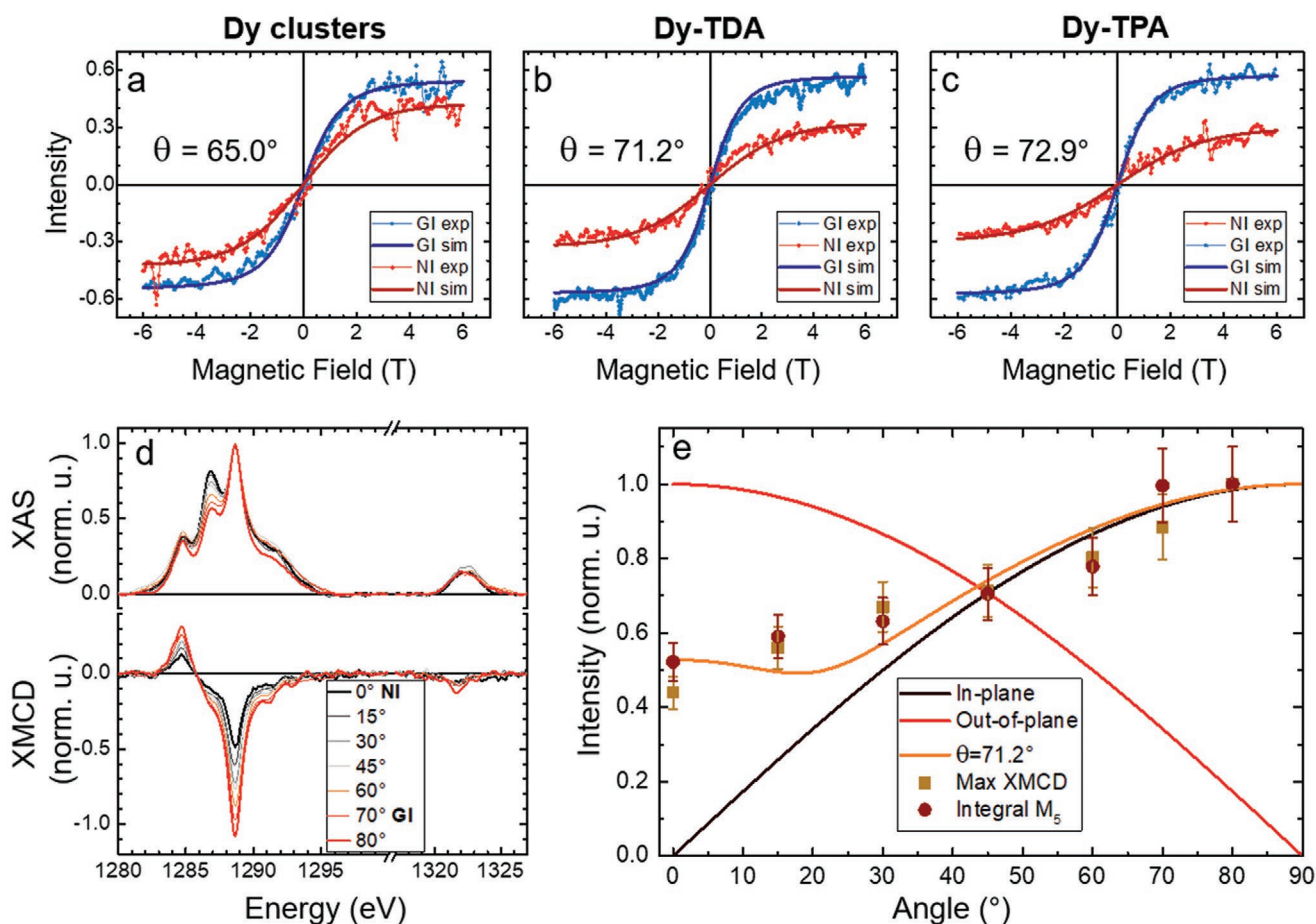 Dy clusters
Dy-TDA
Dy-TPA
a
θ = 65.0°
Intensity
0.6
0.3
0.0
-0.3
-0.6
GI exp
GI sim
NI exp
NI sim
-6 -4 -2 0 2 4 6
Magnetic Field (T)
b
θ = 71.2°
GI exp
NI exp
GI sim
NI sim
-6 -4 -2 0 2 4 6
Magnetic Field (T)
c
θ = 72.9°
NI exp
GI exp
GI sim
NI sim
-6 -4 -2 0 2 4 6
Magnetic Field (T)
d
XAS
(norm. u.)
1.0
0.5
0.0
XMCD
(norm. u.)
0.0
-0.5
-1.0
0° NI
15°
30°
45°
60°
70° GI
80°
1280 1285 1290 1295 1320 1325
Energy (eV)
e
Intensity (norm. u.)
1.0
0.8
0.6
0.4
0.2
0.0
In-plane
Out-of-plane
θ=71.2°
Max XMCD
Integral M5
0 10 20 30 40 50 60 70 80 90
Angle (°)